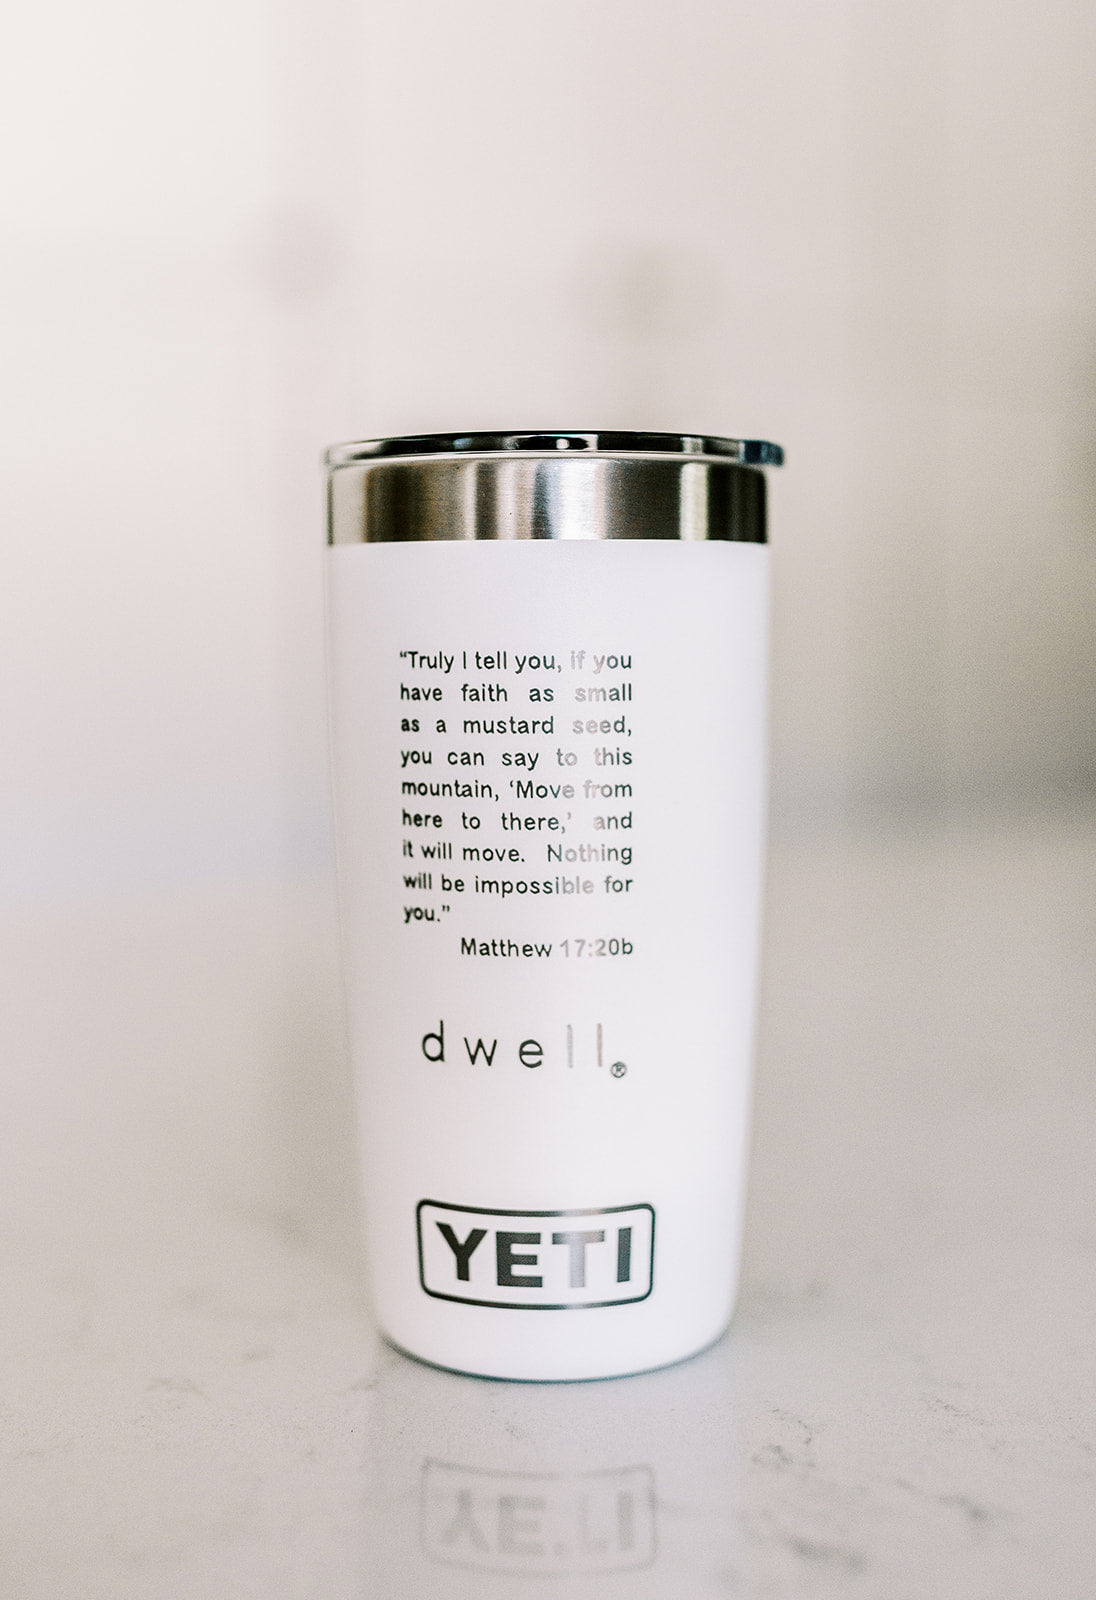 “Truly I tell you, if you
have faith as small
as a mustard seed,
you can say to this
mountain, ‘Move from
here to there,’ and
it will move. Nothing
will be impossible for
you.”
Matthew 17:20b
dwell®
YETI